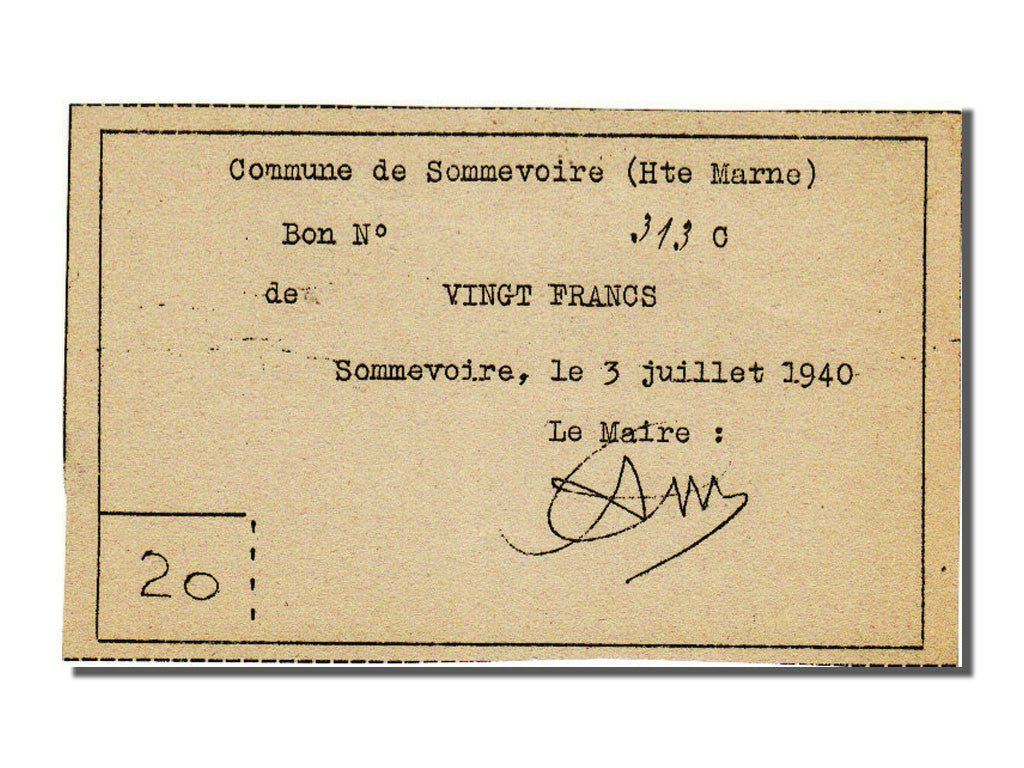 Commune de Sommevoire (Hte Marne)
Bon N° 313 C
de VINGT FRANCS
Sommevoire, le 3 juillet 1940
Le Maire :
20